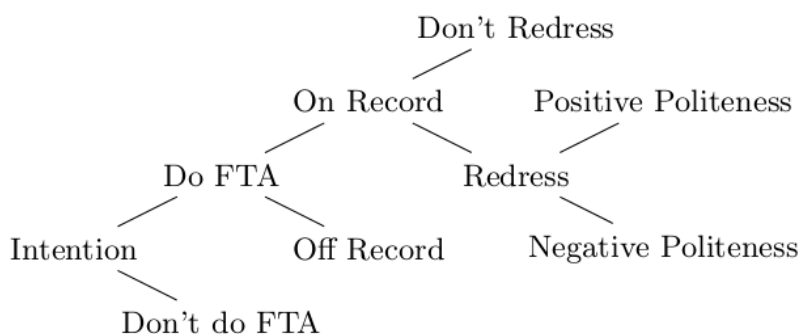 Don't Redress
On Record
Positive Politeness
Do FTA
Redress
Intention
Off Record
Negative Politeness
Don't do FTA